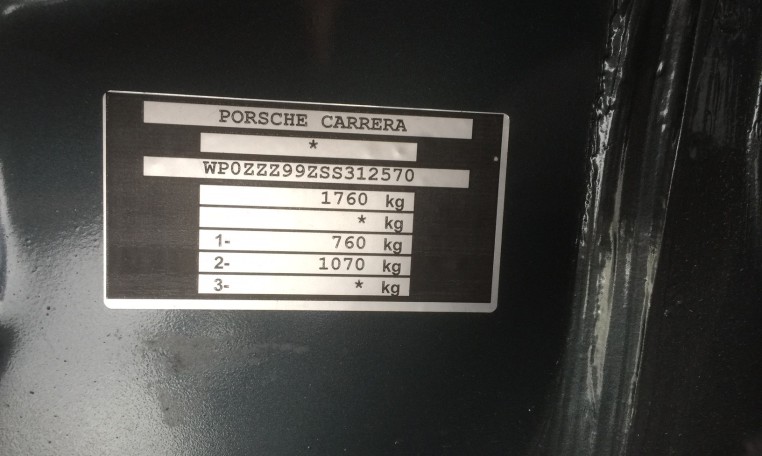 PORSCHE CARRERA
*
WP0ZZZ99ZSS312570
1760 kg
* kg
1- 760 kg
2- 1070 kg
3- * kg